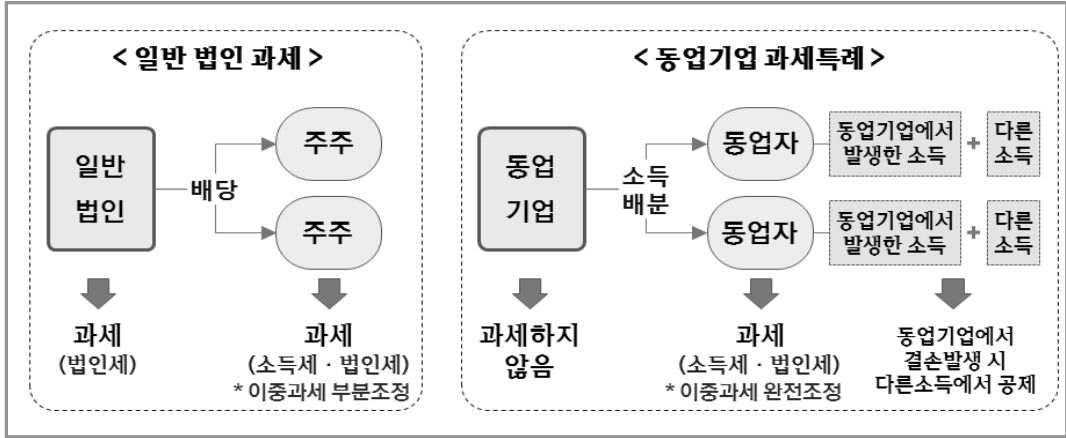 < 일반 법인 과세 >
일반
법인
배당
주주
주주
과세
(법인세)
과세
(소득세 · 법인세)
* 이중과세 부분조정
< 동업기업 과세특례 >
동업
기업
소득
배분
동업자
동업기업에서
발생한 소득
+
다른
소득
동업자
동업기업에서
발생한 소득
+
다른
소득
과세하지
않음
과세
(소득세 · 법인세)
* 이중과세 완전조정
동업기업에서
결손발생 시
다른소득에서 공제